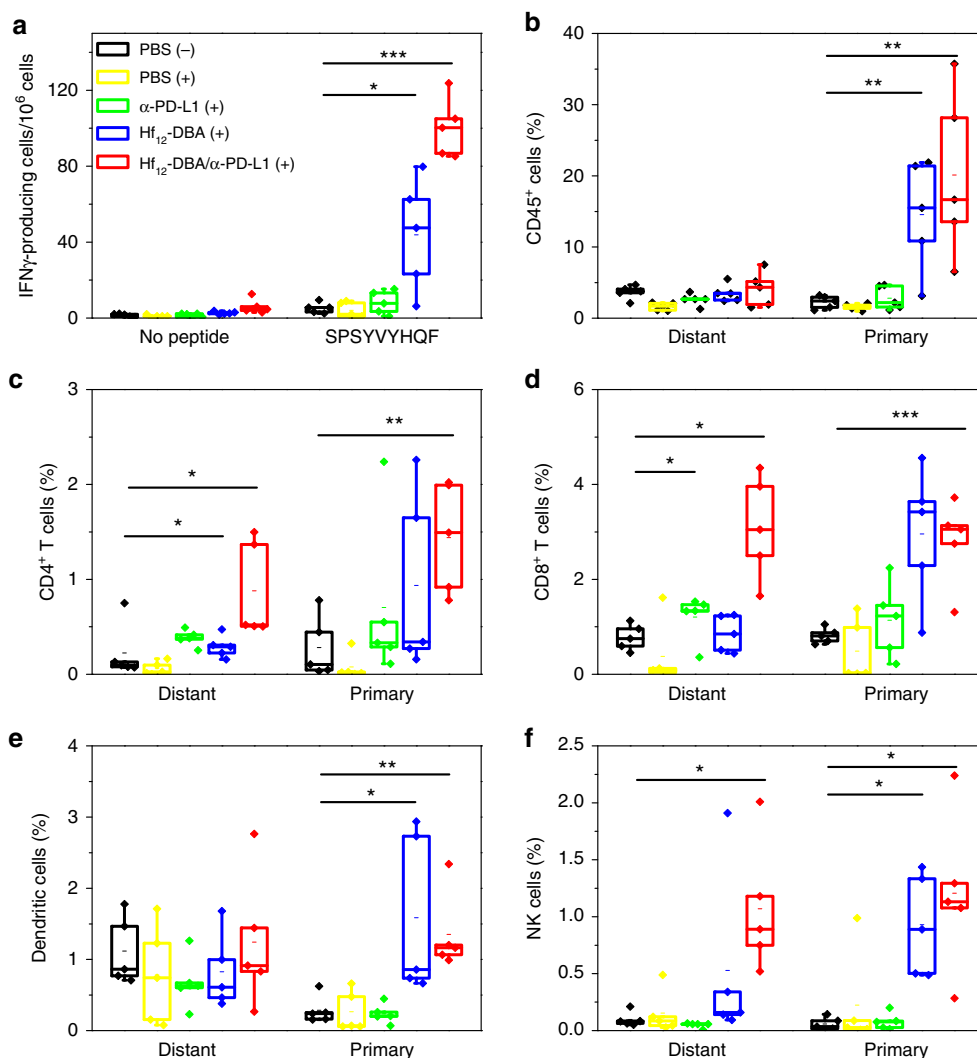 a
IFNγ-producing cells/10⁶ cells
120
80
40
0
PBS (–)
PBS (+)
α-PD-L1 (+)
Hf₁₂-DBA (+)
Hf₁₂-DBA/α-PD-L1 (+)
***
*
No peptide
SPSYVYHQF
b
CD45⁺ cells (%)
40
30
20
10
0
**
**
Distant
Primary
c
CD4⁺ T cells (%)
3
2
1
0
*
*
**
Distant
Primary
d
CD8⁺ T cells (%)
6
4
2
0
*
*
***
Distant
Primary
e
Dendritic cells (%)
4
3
2
1
0
**
*
Distant
Primary
f
NK cells (%)
2.5
2.0
1.5
1.0
0.5
0.0
*
*
*
Distant
Primary